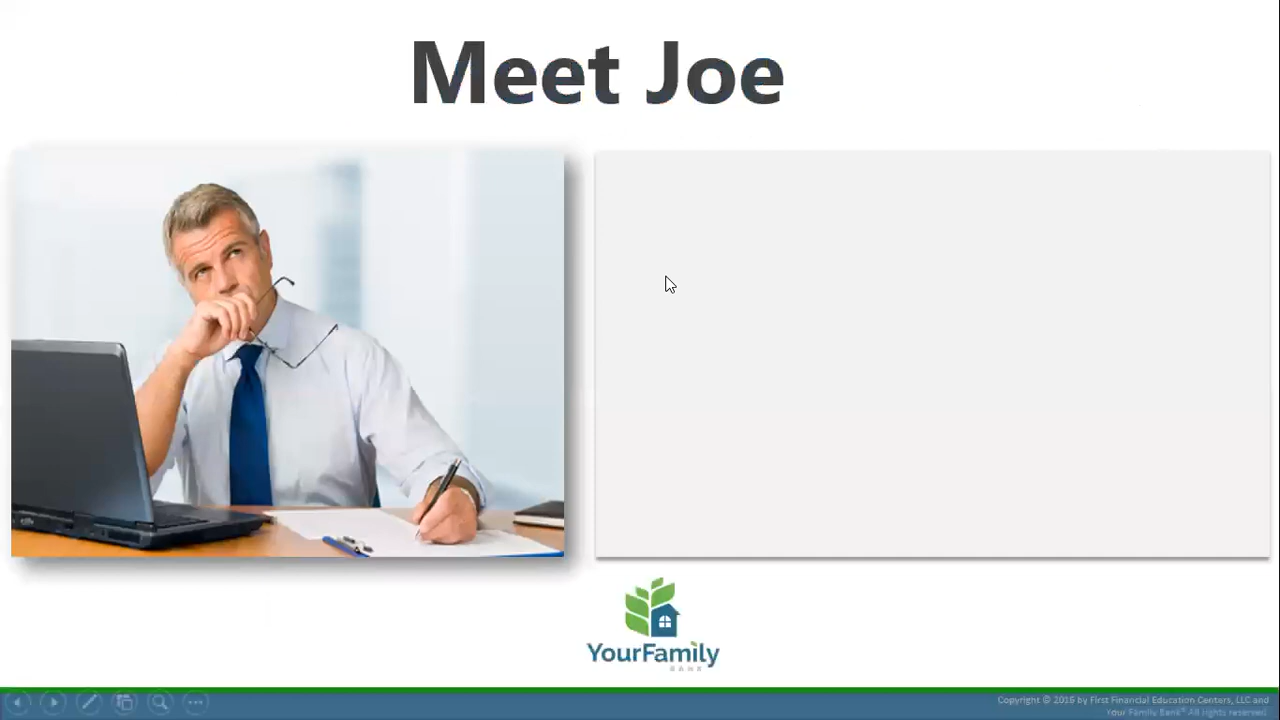 Meet Joe
YourFamily
BANK
Copyright © 2016 by First Financial Education Centers, LLC and
Your Family Bank® All rights reserved.